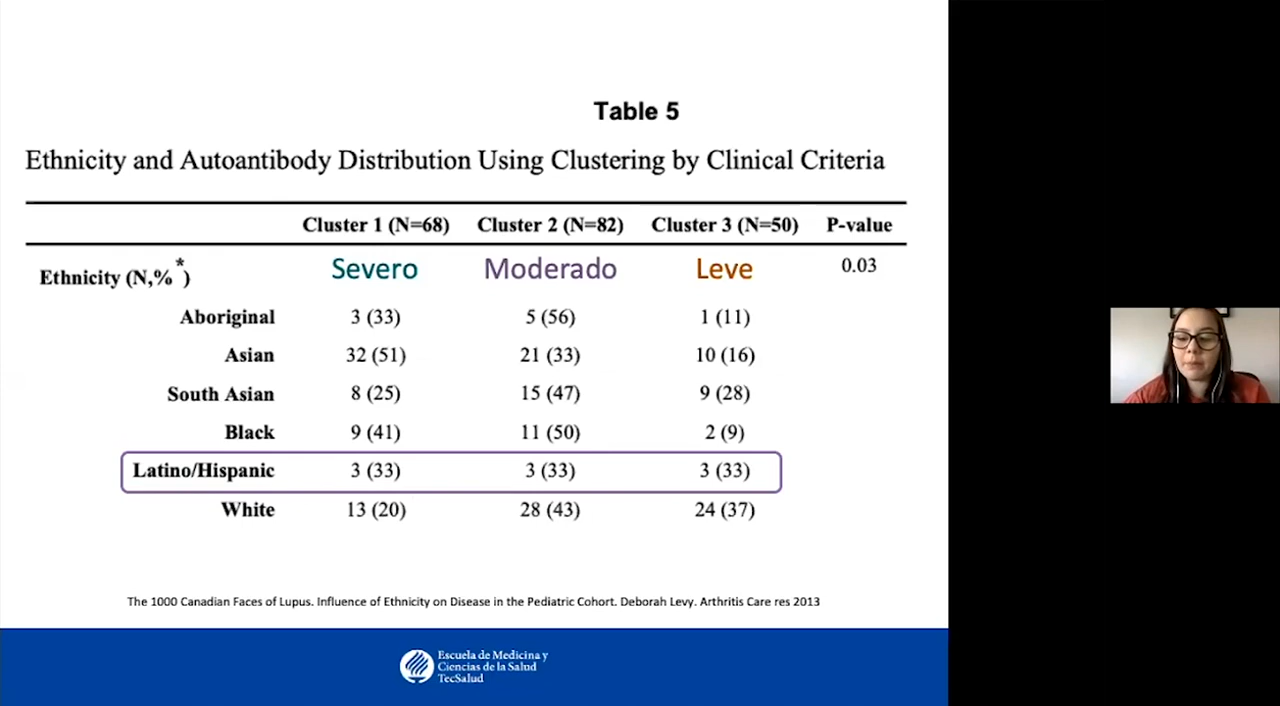 Table 5
Ethnicity and Autoantibody Distribution Using Clustering by Clinical Criteria
Cluster 1 (N=68) Cluster 2 (N=82) Cluster 3 (N=50) P-value
Ethnicity (N,%*) Severo Moderado Leve 0.03
Aboriginal 3 (33) 5 (56) 1 (11)
Asian 32 (51) 21 (33) 10 (16)
South Asian 8 (25) 15 (47) 9 (28)
Black 9 (41) 11 (50) 2 (9)
Latino/Hispanic 3 (33) 3 (33) 3 (33)
White 13 (20) 28 (43) 24 (37)
The 1000 Canadian Faces of Lupus. Influence of Ethnicity on Disease in the Pediatric Cohort. Deborah Levy. Arthritis Care res 2013
Escuela de Medicina y
Ciencias de la Salud
TecSalud